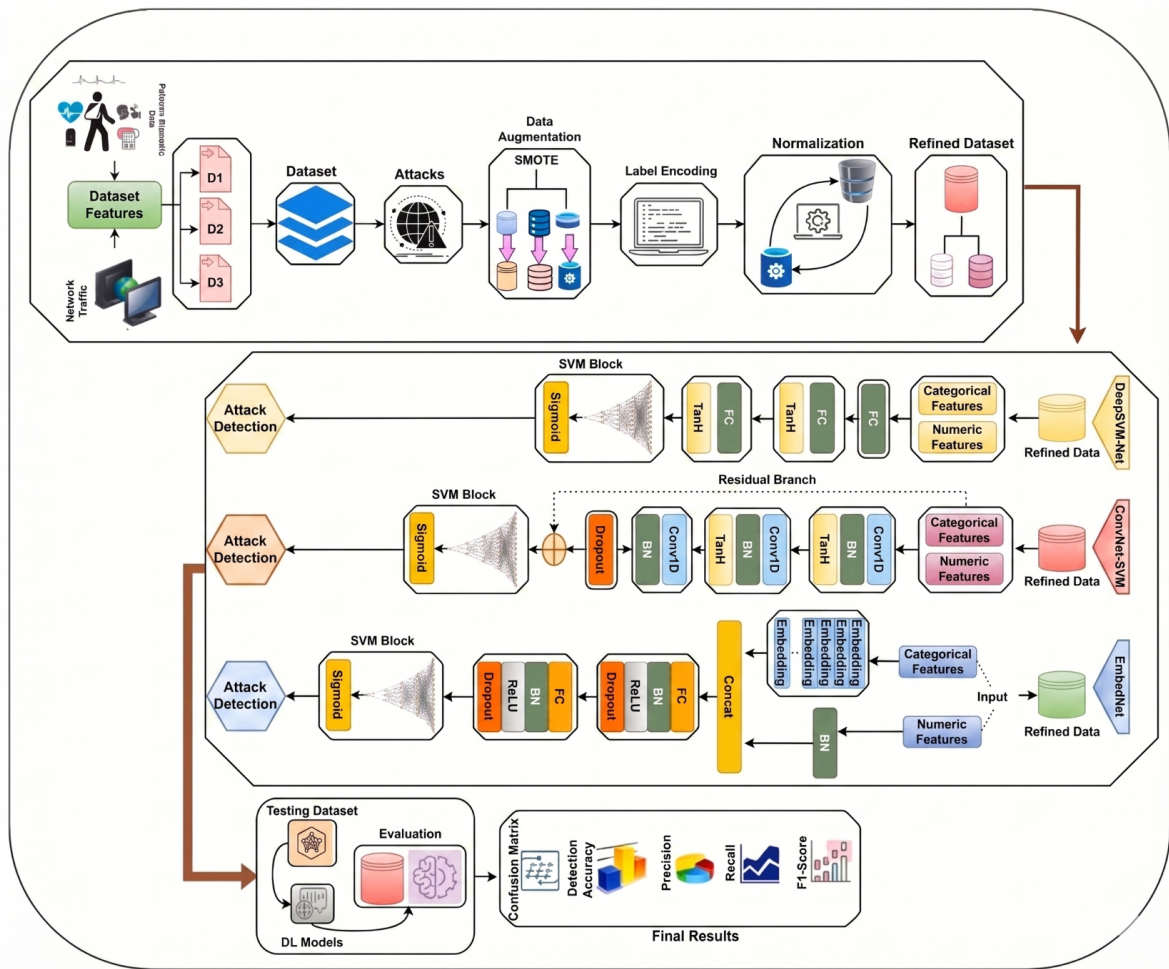 Data
Dataset
Features
Network
Traffic
D1
D2
D3
Dataset
Attacks
Data
Augmentation
SMOTE
Label Encoding
Normalization
Refined Dataset
SVM Block
Attack
Detection
Sigmoid
TanH
FC
TanH
FC
FC
Categorical
Features
Numeric
Features
Refined Data
DeepSVM-Net
Residual Branch
SVM Block
Attack
Detection
Sigmoid
Dropout
BN
Conv1D
TanH
BN
Conv1D
TanH
BN
Conv1D
Categorical
Features
Numeric
Features
Refined Data
ConvNet-SVM
SVM Block
Attack
Detection
Sigmoid
Dropout
ReLU
BN
FC
Dropout
ReLU
BN
FC
Concat
Embedding
...
Embedding
Embedding
Embedding
Embedding
BN
Categorical
Features
Numeric
Features
Input
Refined Data
EmbedNet
Testing Dataset
Evaluation
DL Models
Confusion Matrix
Detection
Accuracy
Precision
Recall
F1-Score
Final Results